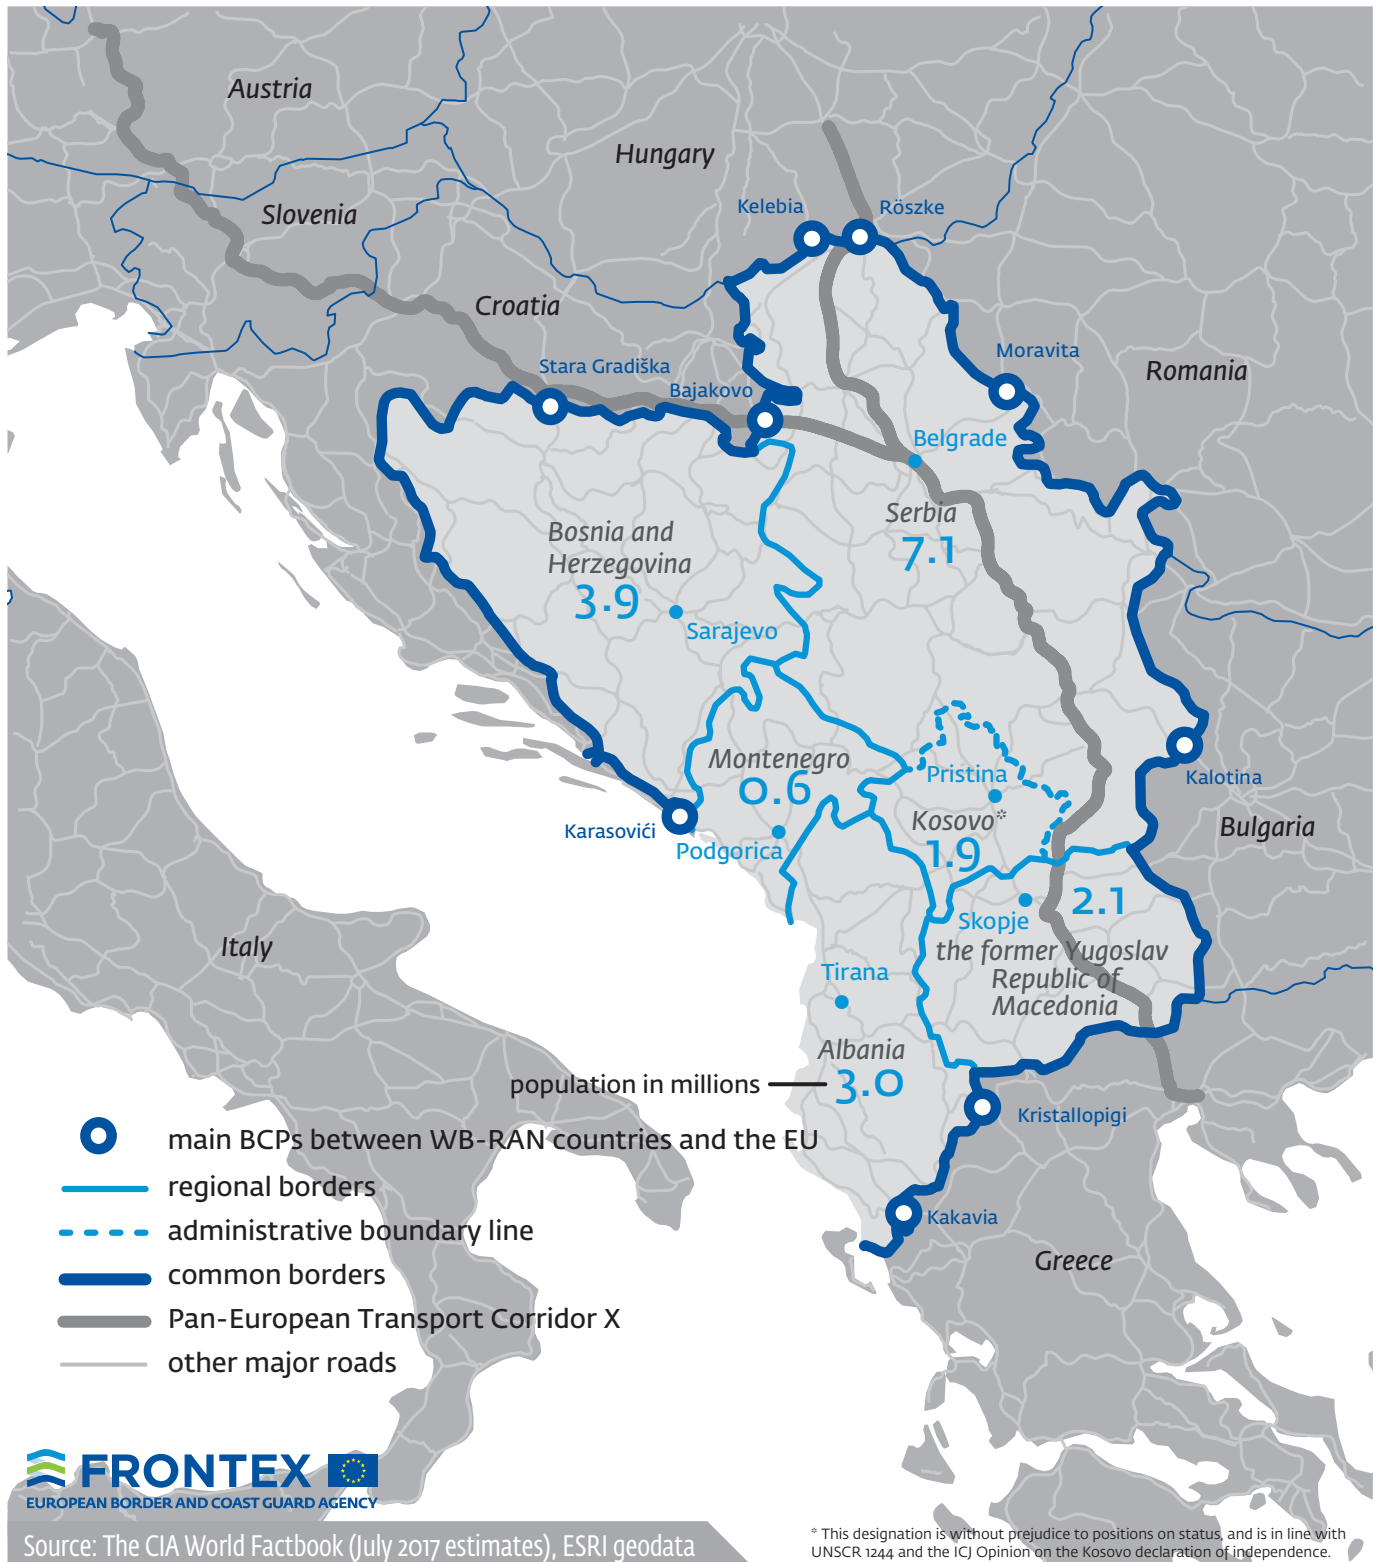 Austria
Hungary
Slovenia
Kelebia
Röszke
Croatia
Moravita
Stara Gradiška
Romania
Bajakovo
Belgrade
Serbia
7.1
Bosnia and
Herzegovina
3.9
Sarajevo
Montenegro
0.6
Pristina
Kalotina
Kosovo*
1.9
Karasovići
Podgorica
Bulgaria
2.1
Skopje
the former Yugoslav
Republic of
Macedonia
Italy
Tirana
Albania
population in millions
3.0
Kristallopigi
main BCPs between WB-RAN countries and the EU
regional borders
Kakavia
administrative boundary line
Greece
common borders
Pan-European Transport Corridor X
other major roads
FRONTEX
EUROPEAN BORDER AND COAST GUARD AGENCY
Source: The CIA World Factbook (July 2017 estimates), ESRI geodata
* This designation is without prejudice to positions on status, and is in line with
UNSCR 1244 and the ICJ Opinion on the Kosovo declaration of independence.